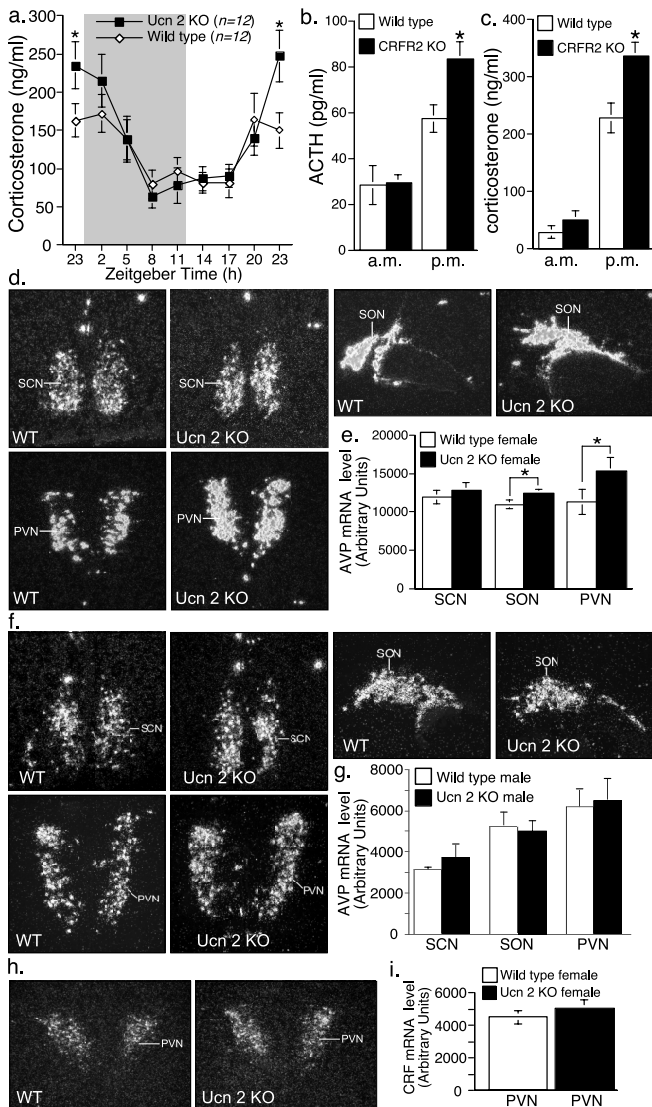 a.
Ucn 2 KO (n=12)
Wild type (n=12)
Corticosterone (ng/ml)
300
250
200
150
100
50
0
*
*
23 2 5 8 11 14 17 20 23
Zeitgeber Time (h)
b.
Wild type
CRFR2 KO
ACTH (pg/ml)
100
80
60
40
20
0
*
a.m. p.m.
c.
Wild type
CRFR2 KO
corticosterone (ng/ml)
400
300
200
100
0
*
a.m. p.m.
d.
SCN
WT
SCN
Ucn 2 KO
SON
WT
SON
Ucn 2 KO
PVN
WT
PVN
Ucn 2 KO
e.
Wild type female
Ucn 2 KO female
AVP mRNA level
(Arbitrary Units)
20000
15000
10000
5000
0
*
*
SCN SON PVN
f.
SCN
WT
SCN
Ucn 2 KO
SON
WT
SON
Ucn 2 KO
PVN
WT
PVN
Ucn 2 KO
g.
Wild type male
Ucn 2 KO male
AVP mRNA level
(Arbitrary Units)
8000
6000
4000
2000
0
SCN SON PVN
h.
PVN
WT
PVN
Ucn 2 KO
i.
Wild type female
Ucn 2 KO female
CRF mRNA level
(Arbitrary Units)
6000
4000
2000
0
PVN PVN